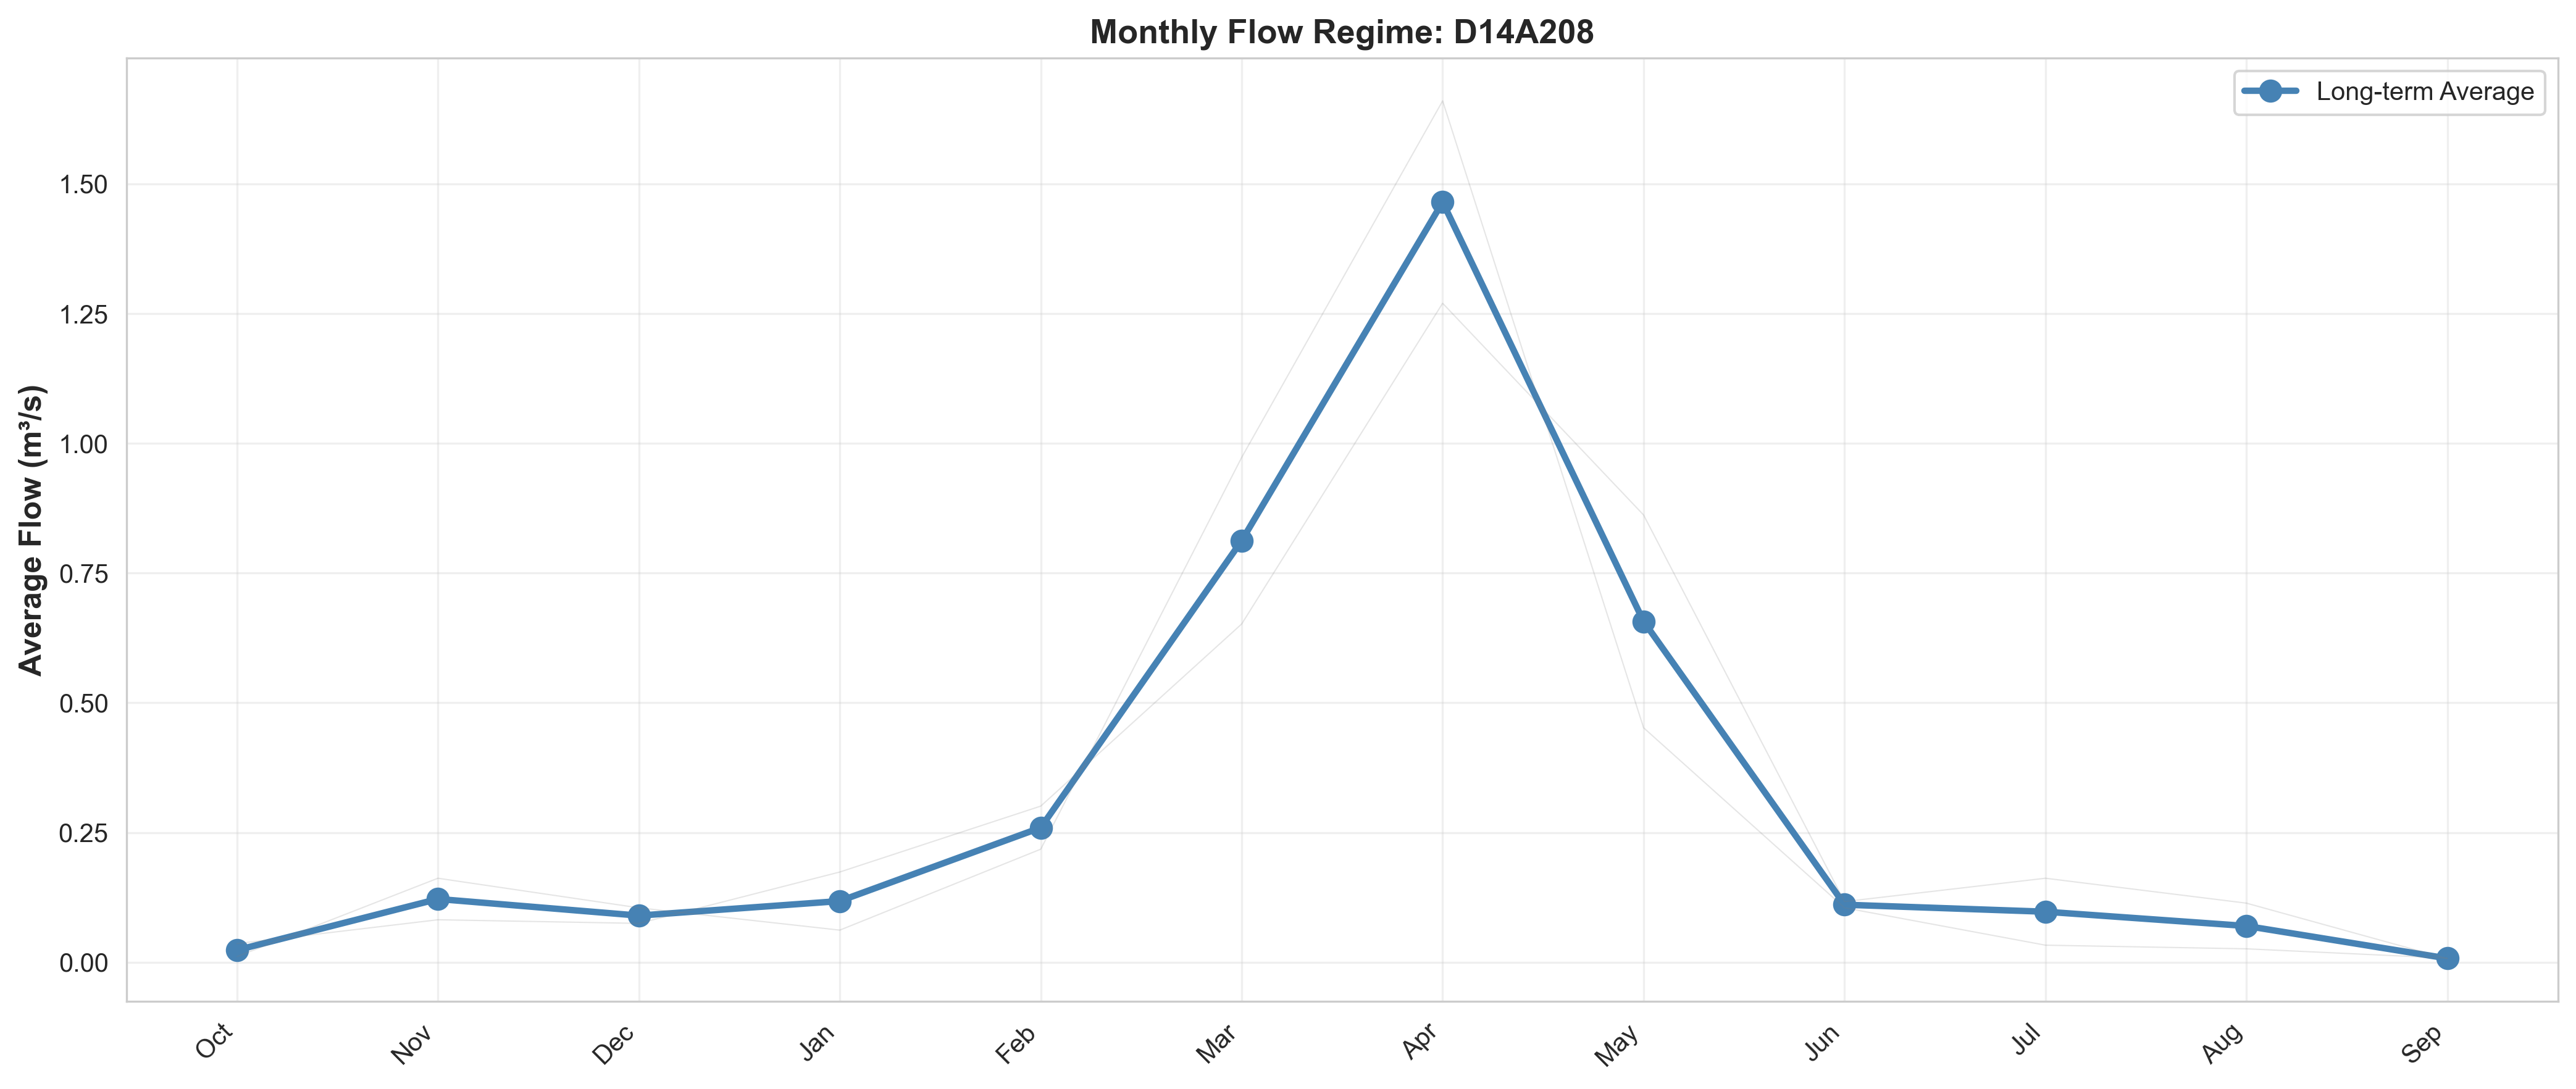 Monthly Flow Regime: D14A208
Long-term Average
Average Flow (m³/s)
1.50
1.25
1.00
0.75
0.50
0.25
0.00
Oct
Nov
Dec
Jan
Feb
Mar
Apr
May
Jun
Jul
Aug
Sep